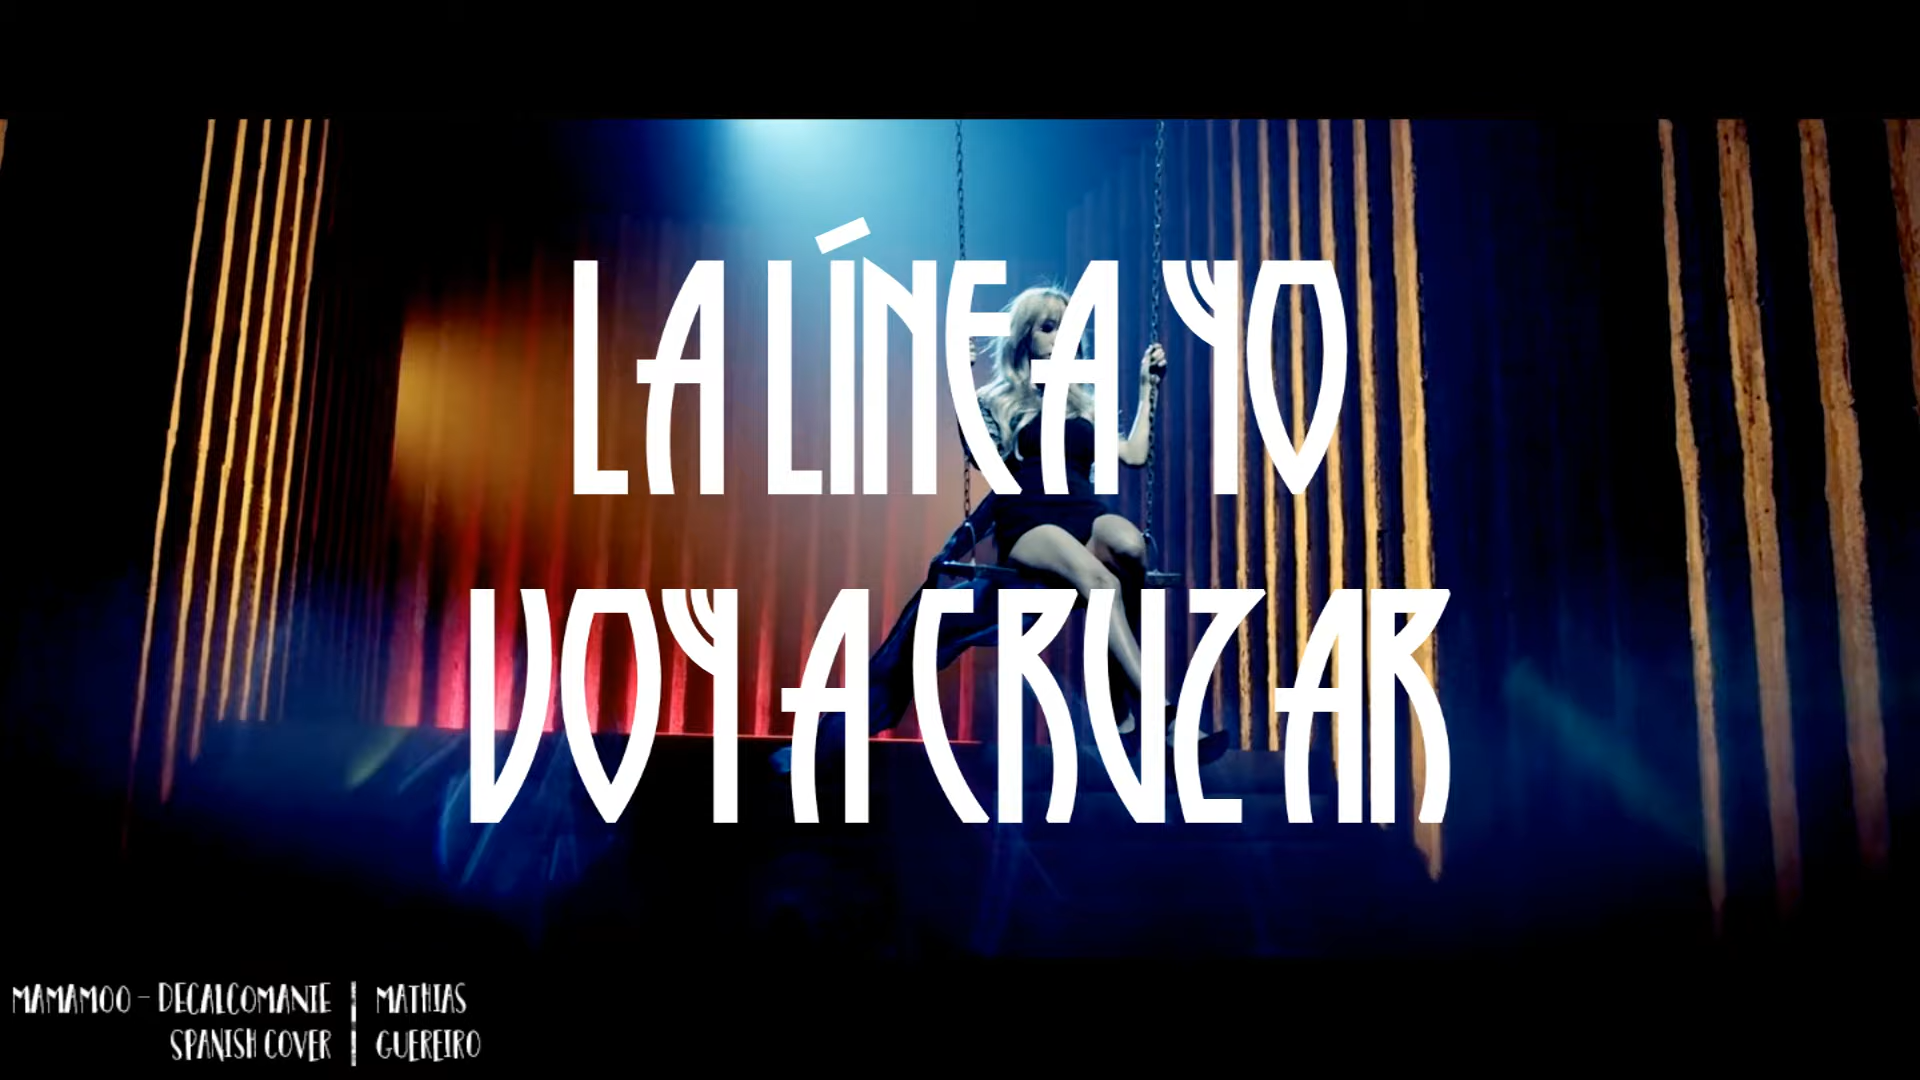 LA LÍNEA YO
VOY A CRUZAR
MAMAMOO - DECALCOMANIE | MATHIAS
SPANISH COVER | GUEREIRO